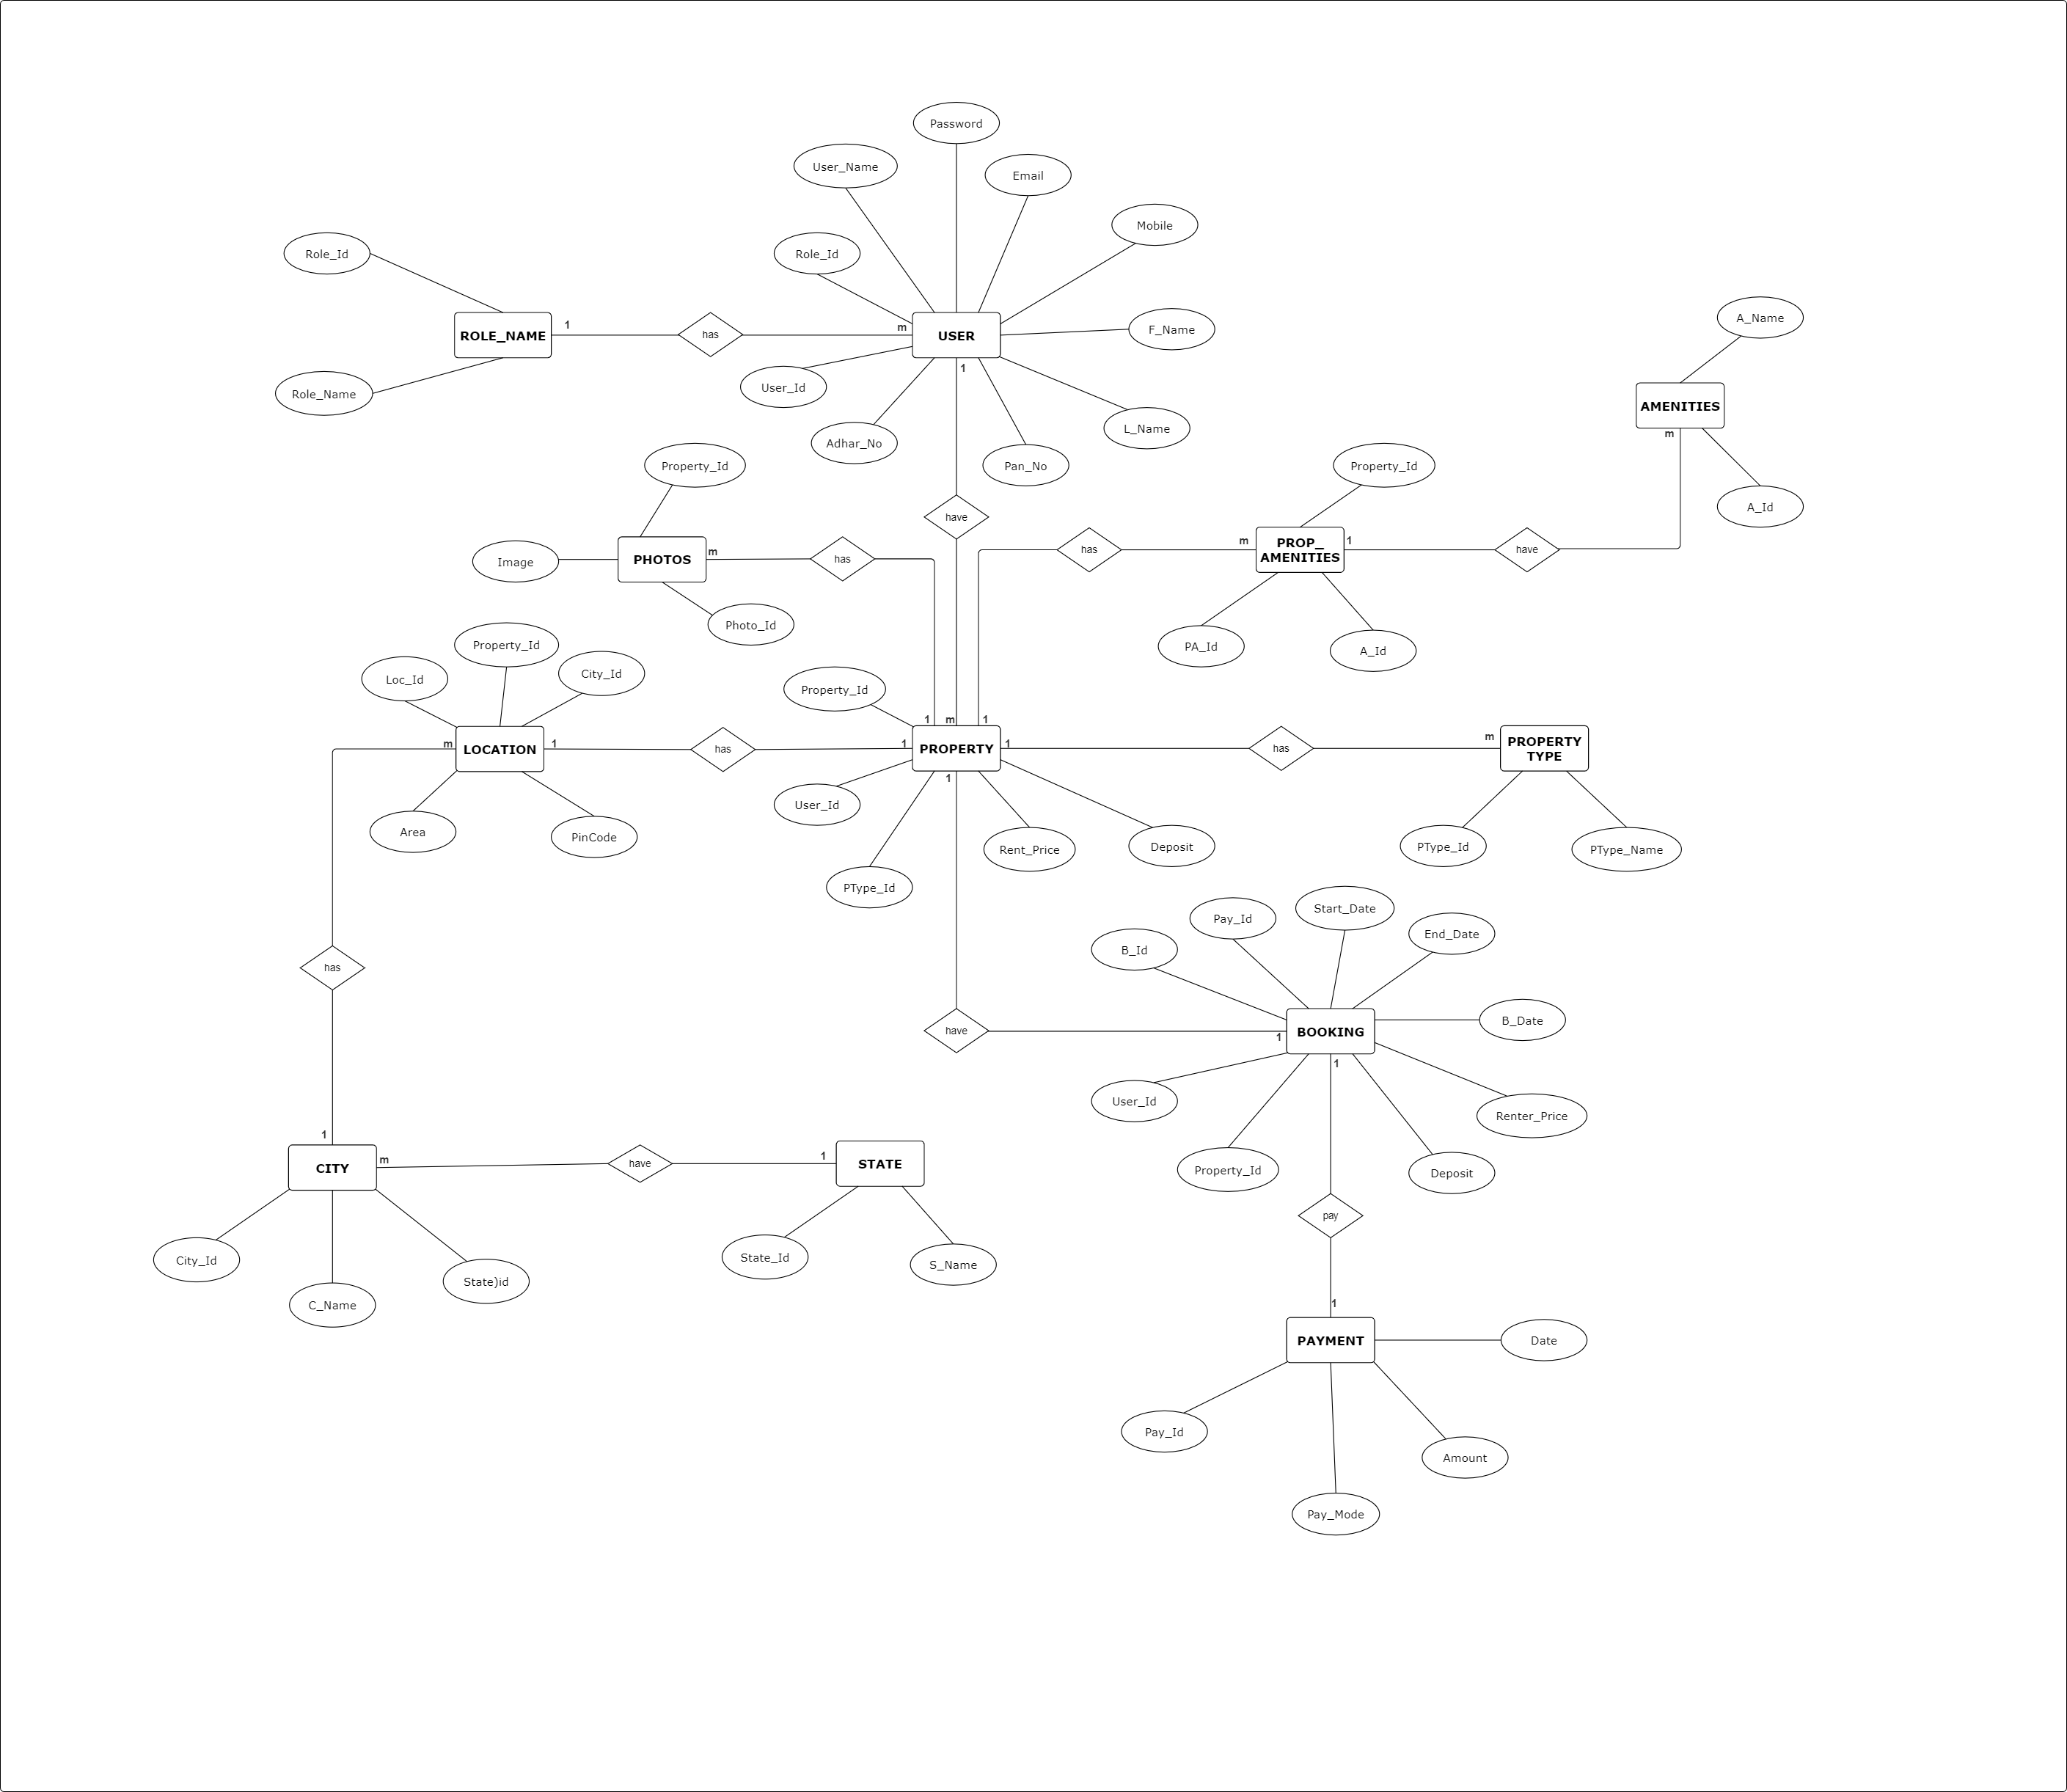 Password
User_Name
Email
Mobile
Role_Id
Role_Id
A_Name
F_Name
ROLE_NAME
1
has
m
USER
1
User_Id
Role_Name
AMENITIES
m
L_Name
Adhar_No
Pan_No
Property_Id
Property_Id
A_Id
have
PHOTOS
m
has
Image
has
m
PROP_
AMENITIES
1
have
Photo_Id
Property_Id
PA_Id
A_Id
Loc_Id
City_Id
Property_Id
1
m
1
m
LOCATION
1
has
1
PROPERTY
1
has
m
PROPERTY
TYPE
1
User_Id
Area
PinCode
Rent_Price
Deposit
PType_Id
PType_Name
PType_Id
Pay_Id
Start_Date
End_Date
B_Id
has
B_Date
have
1
BOOKING
1
User_Id
Renter_Price
1
CITY
m
have
1
STATE
Property_Id
Deposit
pay
City_Id
State_Id
S_Name
State)id
C_Name
1
PAYMENT
Date
Pay_Id
Amount
Pay_Mode